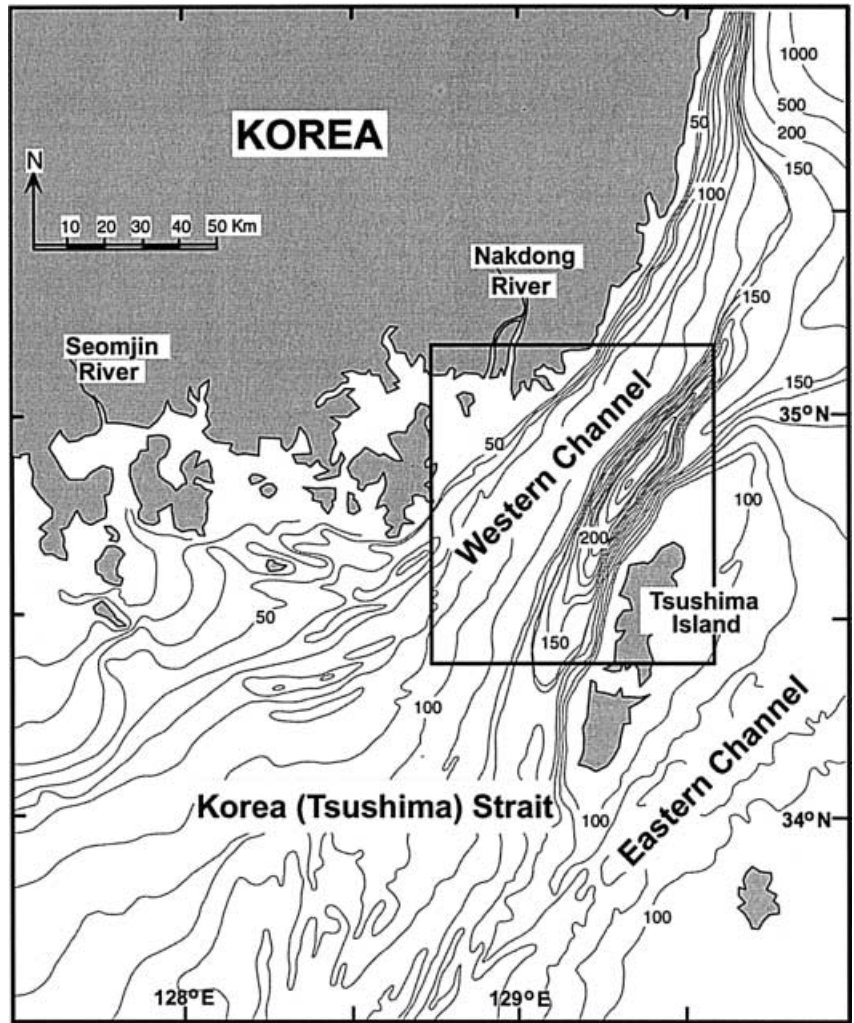 1000
KOREA
50
500
200
N
150
100
10 20 30 40 50 Km
Nakdong
River
150
Seomjin
River
150
35° N
50
Western Channel
100
200
Tsushima
Island
50
150
100
Eastern Channel
Korea (Tsushima) Strait
100
34° N
100
128° E
129° E